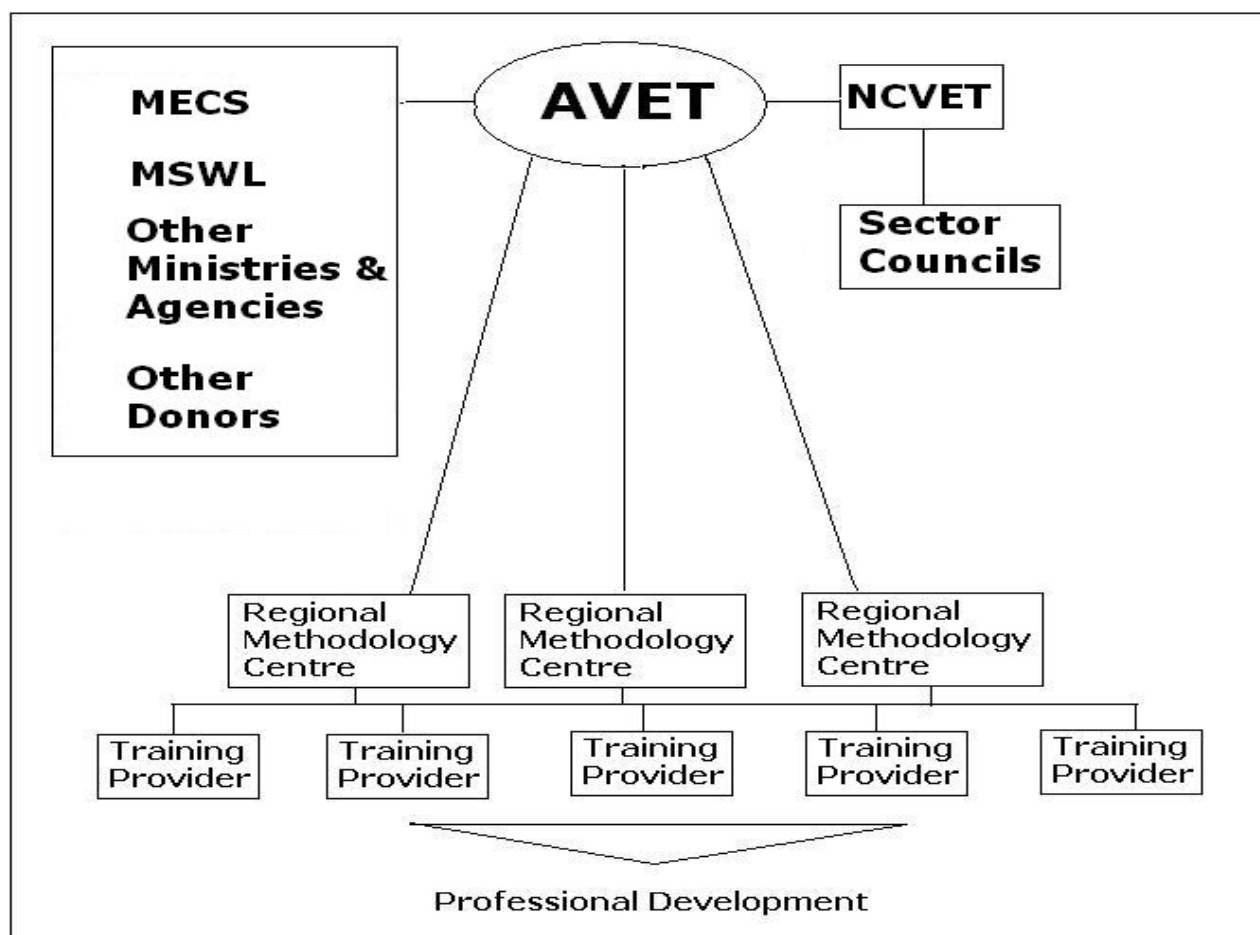 MECS
MSWL
Other
Ministries &
Agencies
Other
Donors
AVET
NCVET
Sector
Councils
Regional
Methodology
Centre
Regional
Methodology
Centre
Regional
Methodology
Centre
Training
Provider
Training
Provider
Training
Provider
Training
Provider
Training
Provider
Professional Development